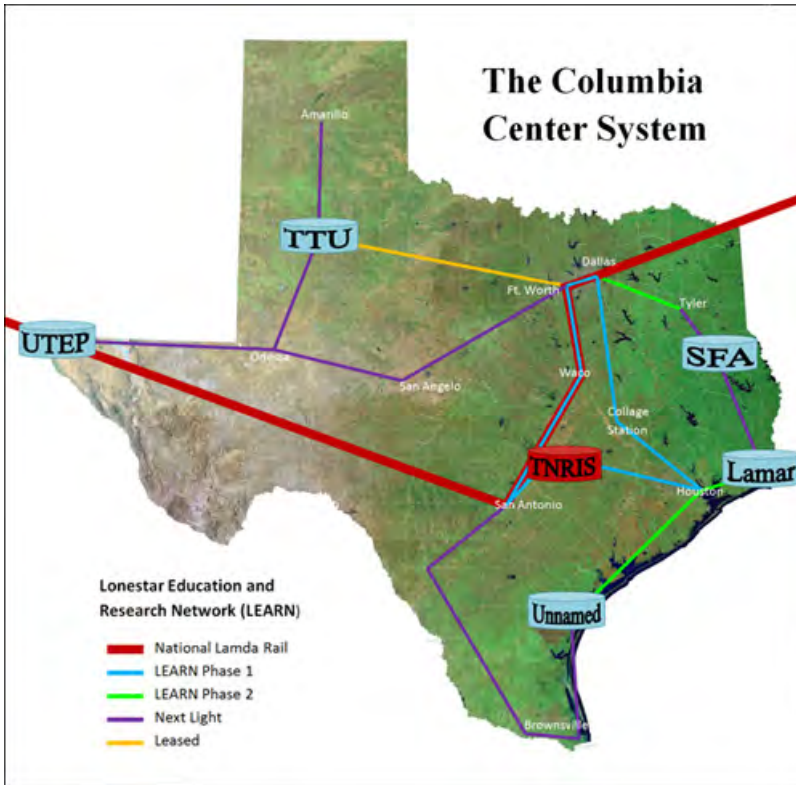 The Columbia
Center System
Amarillo
TTU
Dallas
Ft. Worth
Tyler
UTEP
Odessa
San Angelo
Waco
SFA
Collage
Station
TNRIS
Lamar
Houston
San Antonio
Unnamed
Brownsville
Lonestar Education and
Research Network (LEARN)
National Lamda Rail
LEARN Phase 1
LEARN Phase 2
Next Light
Leased